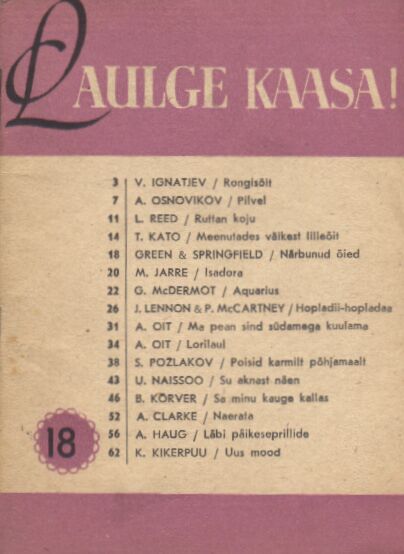 LAULGE KAASA!
3 V. IGNATJEV / Rongisõit
7 A. OSNOVIKOV / Pilvel
11 L. REED / Ruttan koju
14 T. KATO / Meenutades väikest lilleõit
18 GREEN & SPRINGFIELD / Närbunud õied
20 M. JARRE / Isadora
22 G. McDERMOT / Aquarius
26 J. LENNON & P. McCARTNEY / Hopladii-hopladaa
31 A. OIT / Ma pean sind südamega kuulama
34 A. OIT / Lorilaul
38 S. POŽLAKOV / Poisid karmilt põhjamaalt
43 U. NAISSOO / Su aknast näen
46 B. KÕRVER / Sa minu kauge kallas
52 A. CLARKE / Naerata
56 A. HAUG / Läbi päikeseprillide
62 K. KIKERPUU / Uus mood
18